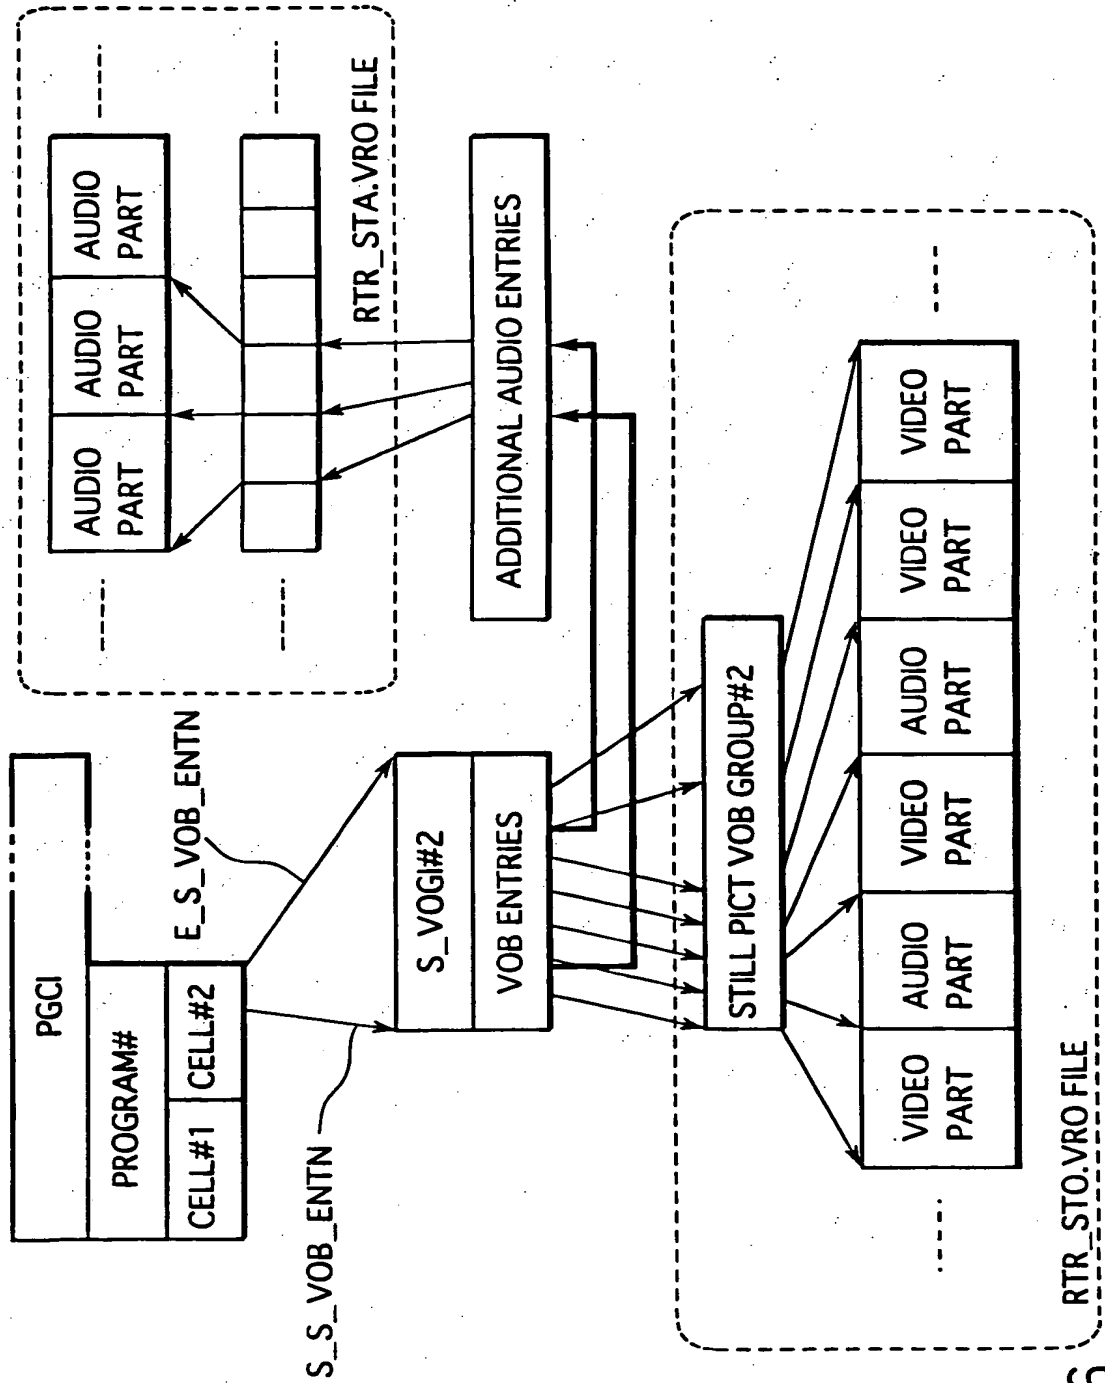 PGCI
PROGRAM#
CELL#1
CELL#2
S_S_VOB_ENTN
E_S_VOB_ENTN
S_VOGI#2
VOB ENTRIES
AUDIO
PART
AUDIO
PART
AUDIO
PART
RTR_STA.VRO FILE
ADDITIONAL AUDIO ENTRIES
STILL PICT VOB GROUP#2
VIDEO
PART
AUDIO
PART
VIDEO
PART
AUDIO
PART
VIDEO
PART
VIDEO
PART
RTR_STO.VRO FILE